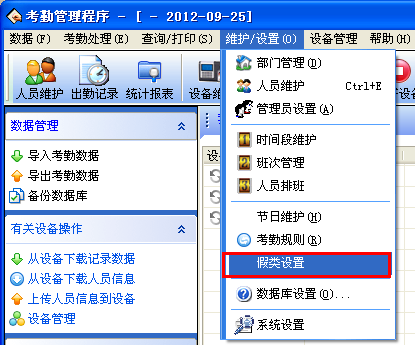 考勤管理程序 - [ - 2012-09-25]
数据(F) 考勤处理(E) 查询/打印(S) 维护/设置(O) 设备管理 帮助(H)
人员维护 出勤记录 统计报表
数据管理
导入考勤数据
导出考勤数据
备份数据库
有关设备操作
从设备下载记录数据
从设备下载人员信息
上传人员信息到设备
设备管理
部门管理(D)
人员维护 Ctrl+E
管理员设置(A)
时间段维护
班次管理
人员排班
节日维护(H)
考勤规则(R)
假类设置
数据库设置(O)...
系统设置